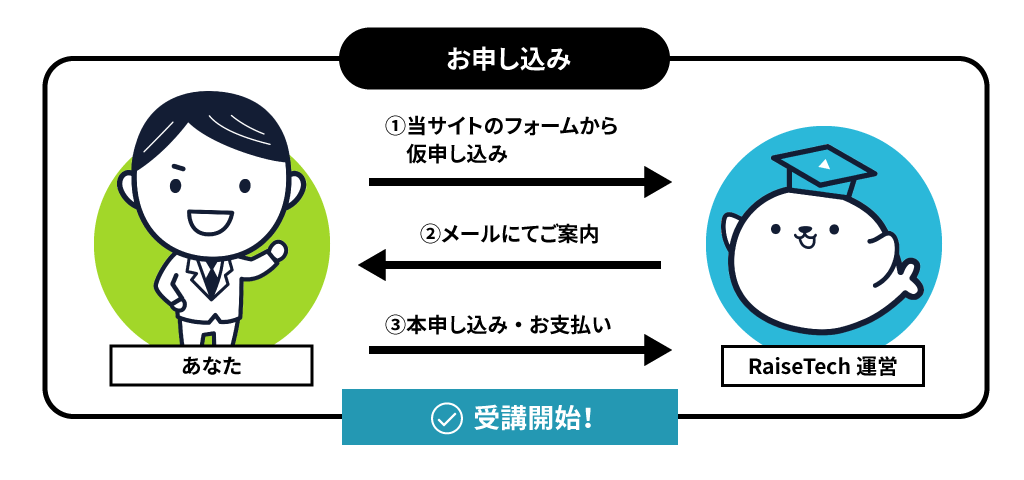 お申し込み
①当サイトのフォームから
仮申し込み
②メールにてご案内
③本申し込み・お支払い
あなた
RaiseTech 運営
受講開始！